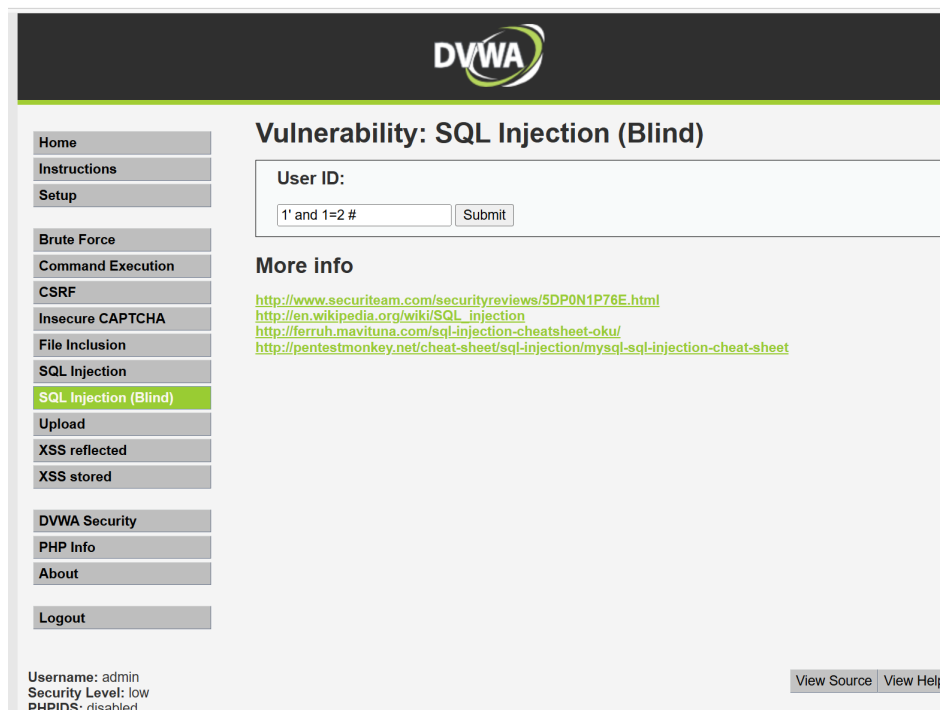 DVWA
Home
Instructions
Setup
Brute Force
Command Execution
CSRF
Insecure CAPTCHA
File Inclusion
SQL Injection
SQL Injection (Blind)
Upload
XSS reflected
XSS stored
DVWA Security
PHP Info
About
Logout
Vulnerability: SQL Injection (Blind)
User ID:
1' and 1=2 # Submit
More info
http://www.securiteam.com/securityreviews/5DP0N1P76E.html
http://en.wikipedia.org/wiki/SQL_injection
http://ferruh.mavituna.com/sql-injection-cheatsheet-oku/
http://pentestmonkey.net/cheat-sheet/sql-injection/mysql-sql-injection-cheat-sheet
Username: admin
Security Level: low
PHPIDS: disabled
View Source View Help